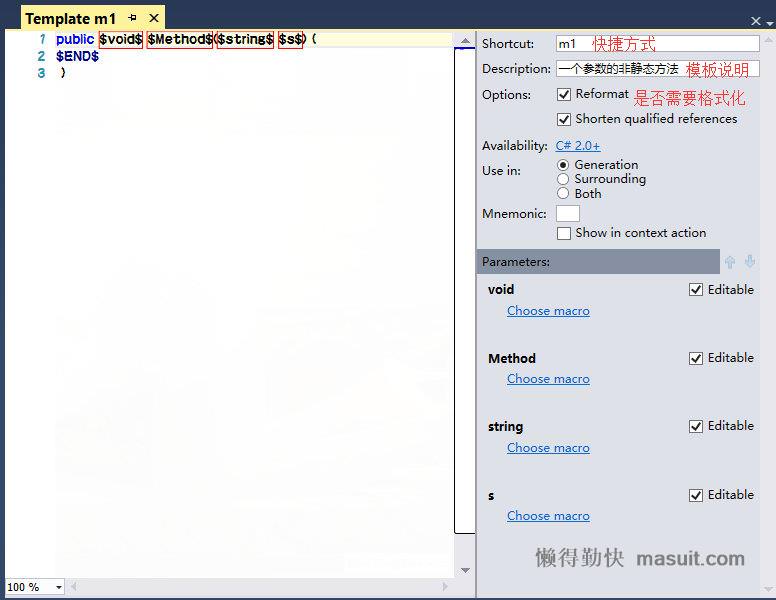 Template m1
1 public $void$ $Method$($string$ $s$){
2 $END$
3 }
100 %
Shortcut: m1 快捷方式
Description: 一个参数的非静态方法 模板说明
Options: Reformat 是否需要格式化
Shorten qualified references
Availability: C# 2.0+
Use in: Generation
Surrounding
Both
Mnemonic:
Show in context action
Parameters:
void Editable
Choose macro
Method Editable
Choose macro
string Editable
Choose macro
s Editable
Choose macro
懒得勤快 masuit.com